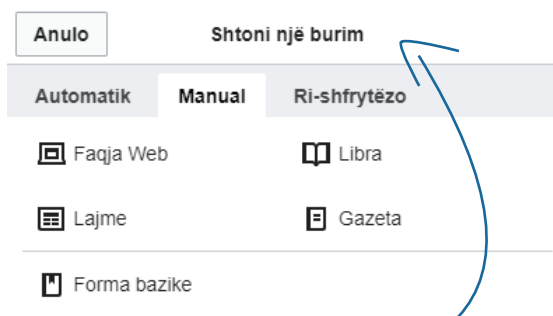 Anulo Shtoni një burim
Automatik Manual Ri-shfrytëzo
Faqja Web Libra
Lajme Gazeta
Forma bazike